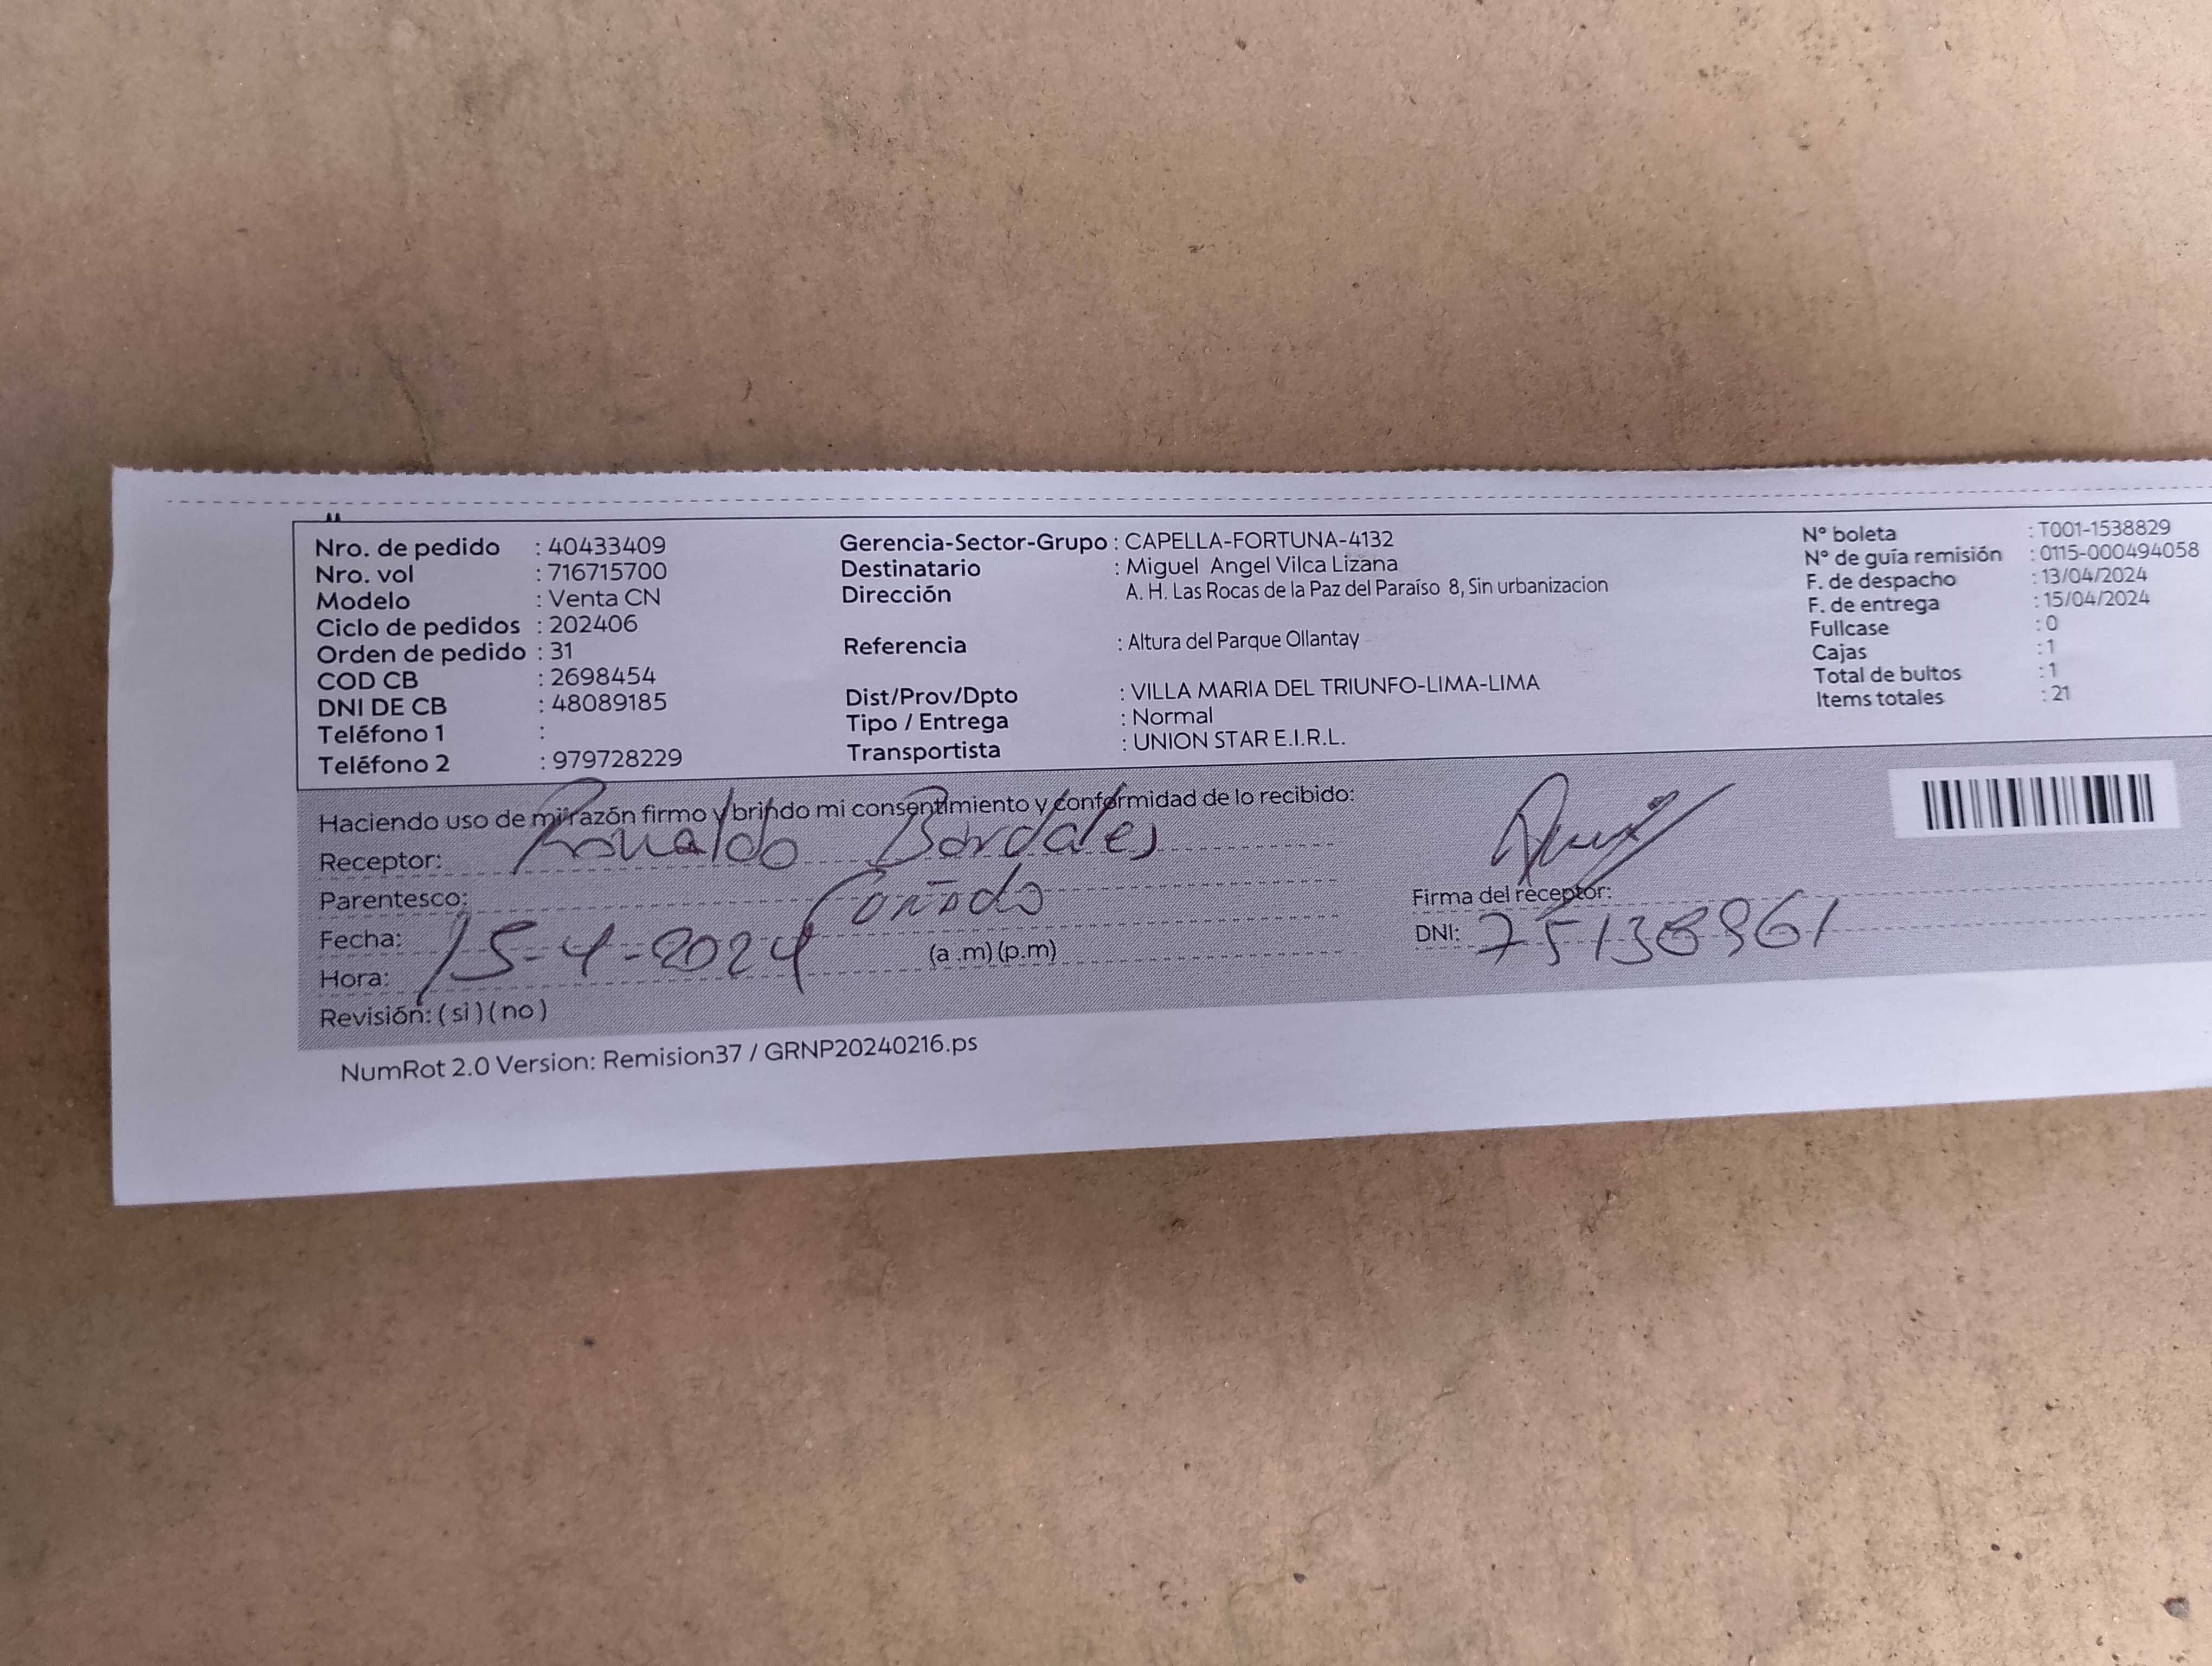 Nro. de pedido : 40433409
Nro. vol : 716715700
Modelo : Venta CN
Ciclo de pedidos : 202406
Orden de pedido : 31
COD CB : 2698454
DNI DE CB : 48089185
Teléfono 1 :
Teléfono 2 : 979728229
Gerencia-Sector-Grupo : CAPELLA-FORTUNA-4132
Destinatario : Miguel Angel Vilca Lizana
Dirección A. H. Las Rocas de la Paz del Paraíso 8, Sin urbanizacion
Referencia : Altura del Parque Ollantay
Dist/Prov/Dpto : VILLA MARIA DEL TRIUNFO-LIMA-LIMA
Tipo / Entrega : Normal
Transportista : UNION STAR E.I.R.L.
N° boleta : T001-1538829
N° de guía remisión : 0115-000494058
F. de despacho : 13/04/2024
F. de entrega : 15/04/2024
Fullcase : 0
Cajas : 1
Total de bultos : 1
Items totales : 21
Haciendo uso de mi razón firmo y brindo mi consentimiento y conformidad de lo recibido:
Receptor: Ronaldo Bardales
Parentesco: Coñado
Fecha: 15-4-2024
Hora: (a .m)(p.m)
Revisión: ( si ) ( no )
Firma del receptor:
DNI: 75138961
NumRot 2.0 Version: Remision37 / GRNP20240216.ps